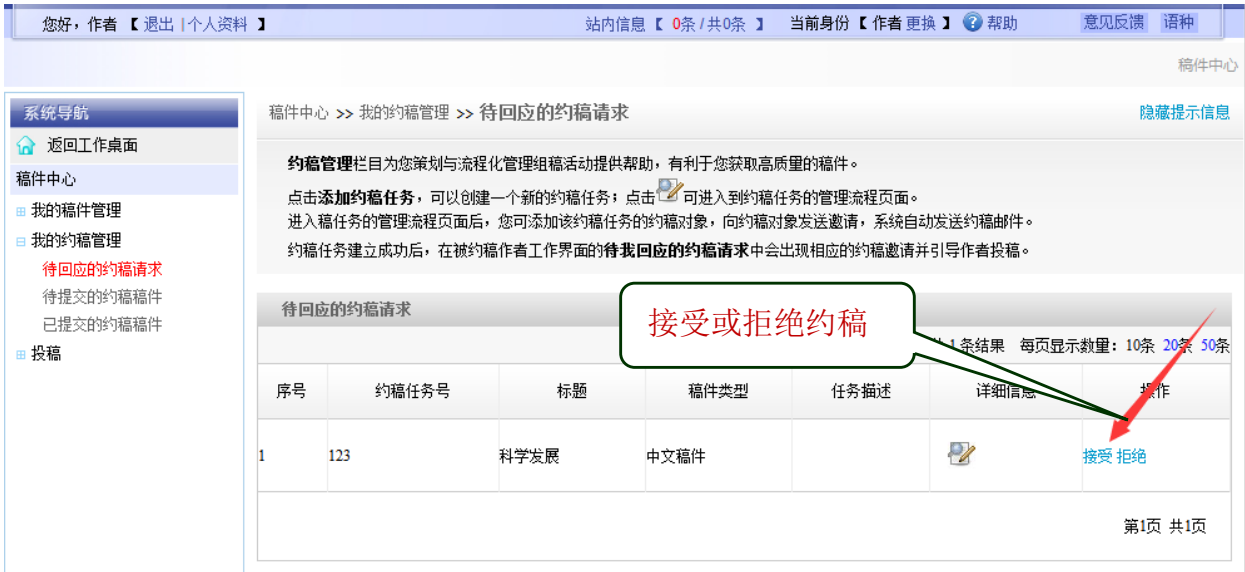 您好，作者 【 退出 |个人资料 】 站内信息 【 0条 / 共0条 】 当前身份【 作者 更换 】 帮助 意见反馈 语种
稿件中心
系统导航
返回工作桌面
稿件中心
我的稿件管理
我的约稿管理
待回应的约稿请求
待提交的约稿稿件
已提交的约稿稿件
投稿
稿件中心 >> 我的约稿管理 >> 待回应的约稿请求 隐藏提示信息
约稿管理栏目为您策划与流程化管理组稿活动提供帮助，有利于您获取高质量的稿件。
点击添加约稿任务，可以创建一个新的约稿任务；点击 可进入到约稿任务的管理流程页面。
进入稿任务的管理流程页面后，您可添加该约稿任务的约稿对象，向约稿对象发送邀请，系统自动发送约稿邮件。
约稿任务建立成功后，在被约稿作者工作界面的待我回应的约稿请求中会出现相应的约稿邀请并引导作者投稿。
待回应的约稿请求
接受或拒绝约稿
1 条结果 每页显示数量：10条 20条 50条
序号 约稿任务号 标题 稿件类型 任务描述 详细信息 操作
1 123 科学发展 中文稿件 接受 拒绝
第1页 共1页